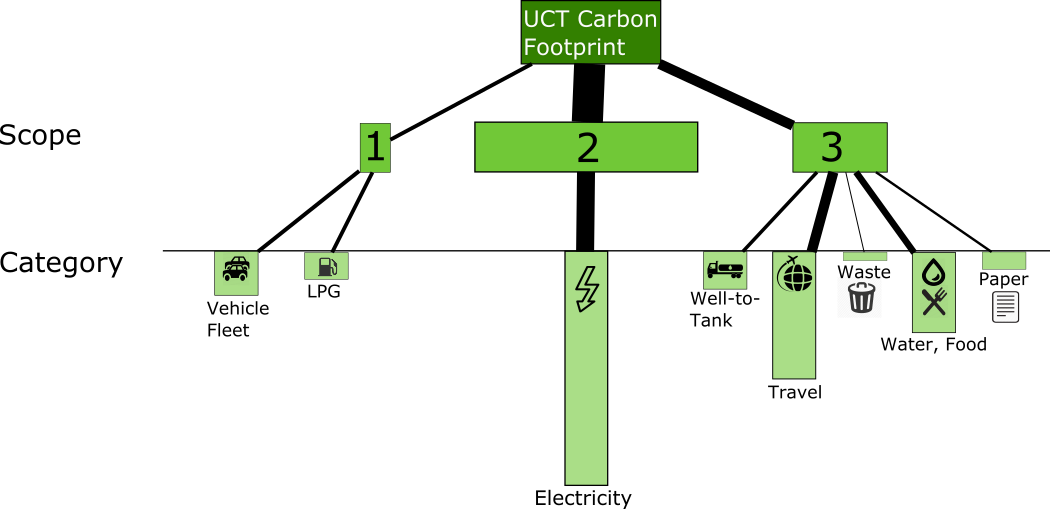 UCT Carbon
Footprint
Scope
1
2
3
Category
Vehicle
Fleet
LPG
Electricity
Well-to-
Tank
Travel
Waste
Water, Food
Paper